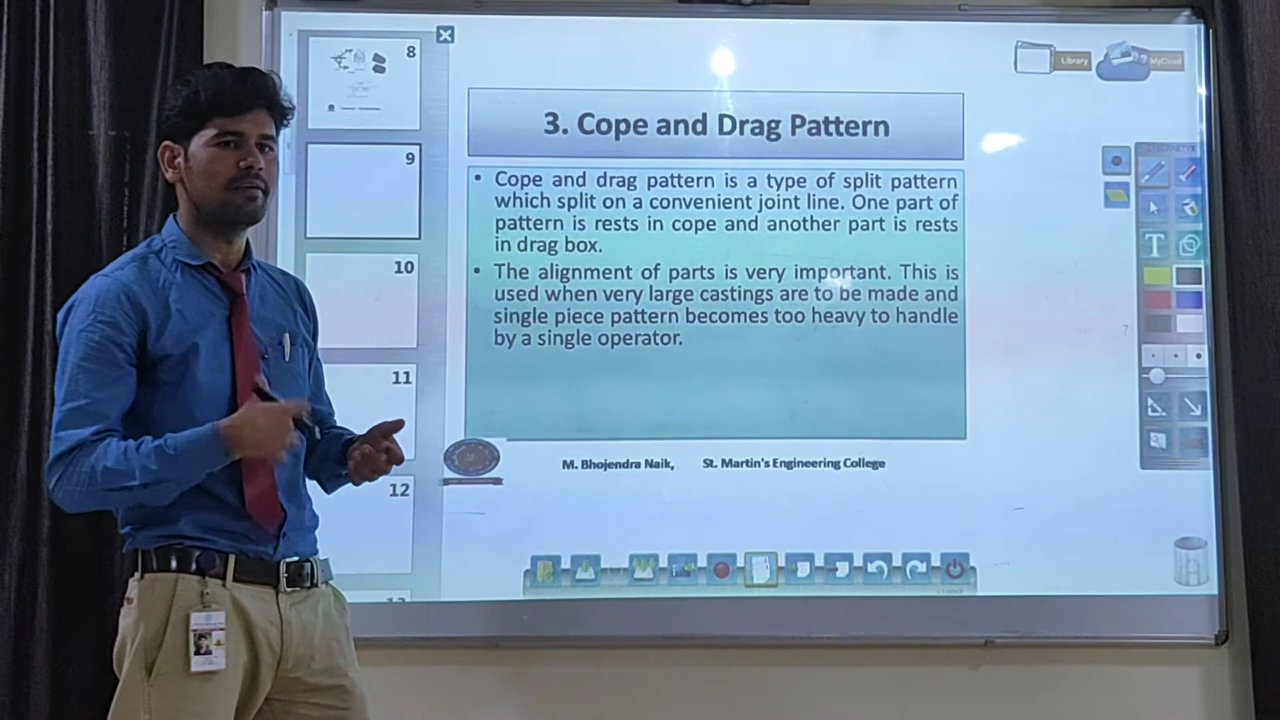 8
9
10
11
12
Library
MyCloud
3. Cope and Drag Pattern
• Cope and drag pattern is a type of split pattern
which split on a convenient joint line. One part of
pattern is rests in cope and another part is rests
in drag box.
• The alignment of parts is very important. This is
used when very large castings are to be made and
single piece pattern becomes too heavy to handle
by a single operator.
M. Bhojendra Naik, St. Martin's Engineering College
T